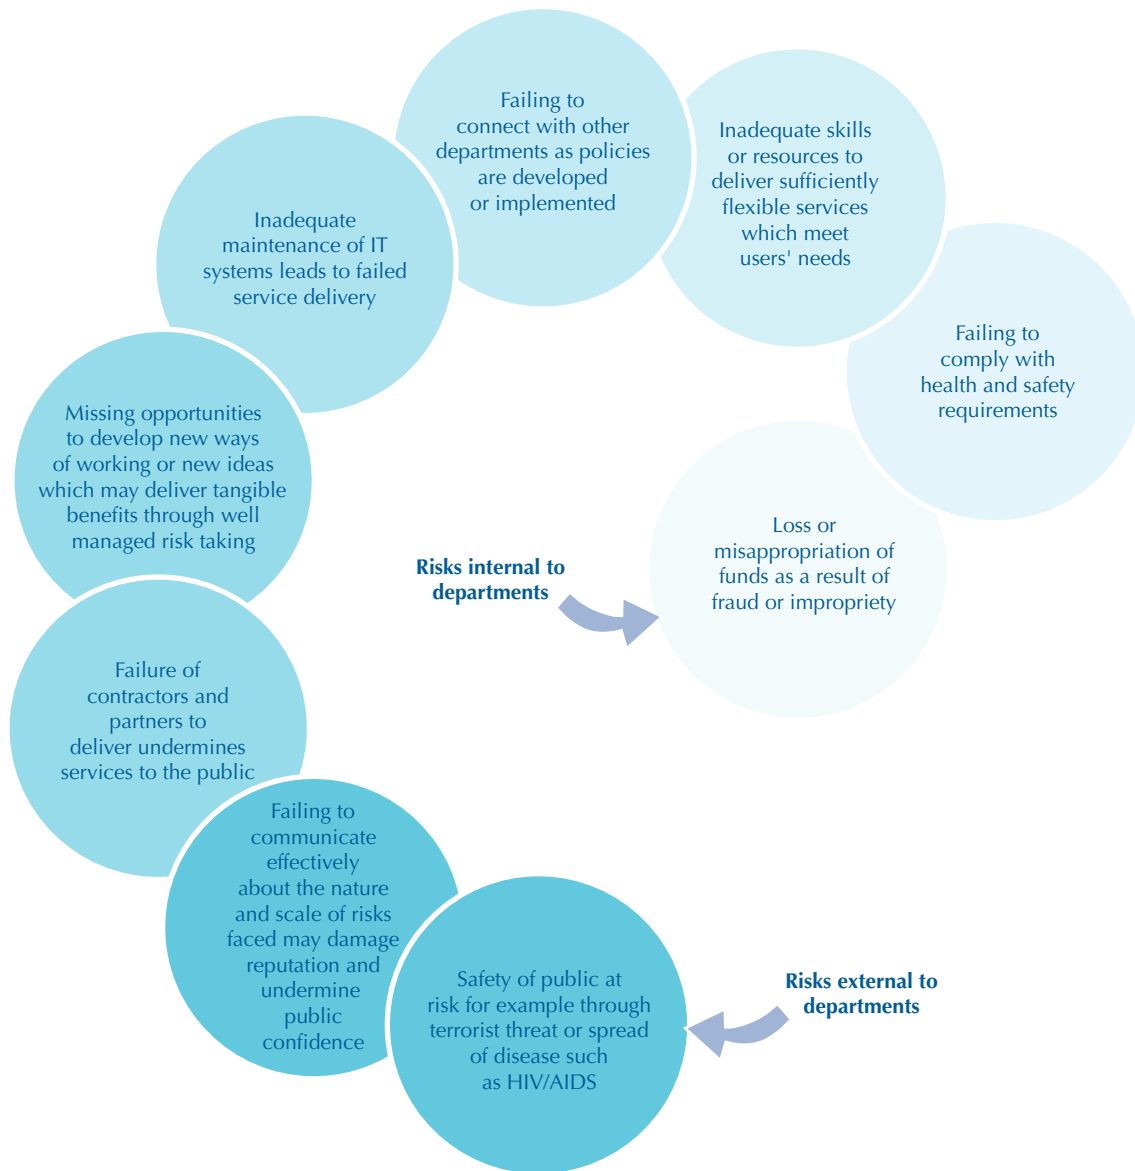 Failing to
connect with other
departments as policies
are developed
or implemented
Inadequate skills
or resources to
deliver sufficiently
flexible services
which meet
users' needs
Inadequate
maintenance of IT
systems leads to failed
service delivery
Failing to
comply with
health and safety
requirements
Missing opportunities
to develop new ways
of working or new ideas
which may deliver tangible
benefits through well
managed risk taking
Loss or
misappropriation of
funds as a result of
fraud or impropriety
Risks internal to
departments
Failure of
contractors and
partners to
deliver undermines
services to the public
Failing to
communicate
effectively
about the nature
and scale of risks
faced may damage
reputation and
undermine
public
confidence
Safety of public at
risk for example through
terrorist threat or spread
of disease such
as HIV/AIDS
Risks external to
departments